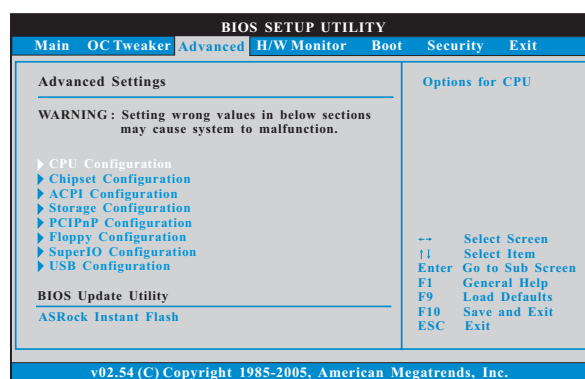 BIOS SETUP UTILITY
Main OC Tweaker Advanced H/W Monitor Boot Security Exit
Advanced Settings
WARNING : Setting wrong values in below sections
may cause system to malfunction.
CPU Configuration
Chipset Configuration
ACPI Configuration
Storage Configuration
PCIPnP Configuration
Floppy Configuration
SuperIO Configuration
USB Configuration
BIOS Update Utility
ASRock Instant Flash
Options for CPU
←→ Select Screen
↑↓ Select Item
Enter Go to Sub Screen
F1 General Help
F9 Load Defaults
F10 Save and Exit
ESC Exit
v02.54 (C) Copyright 1985-2005, American Megatrends, Inc.